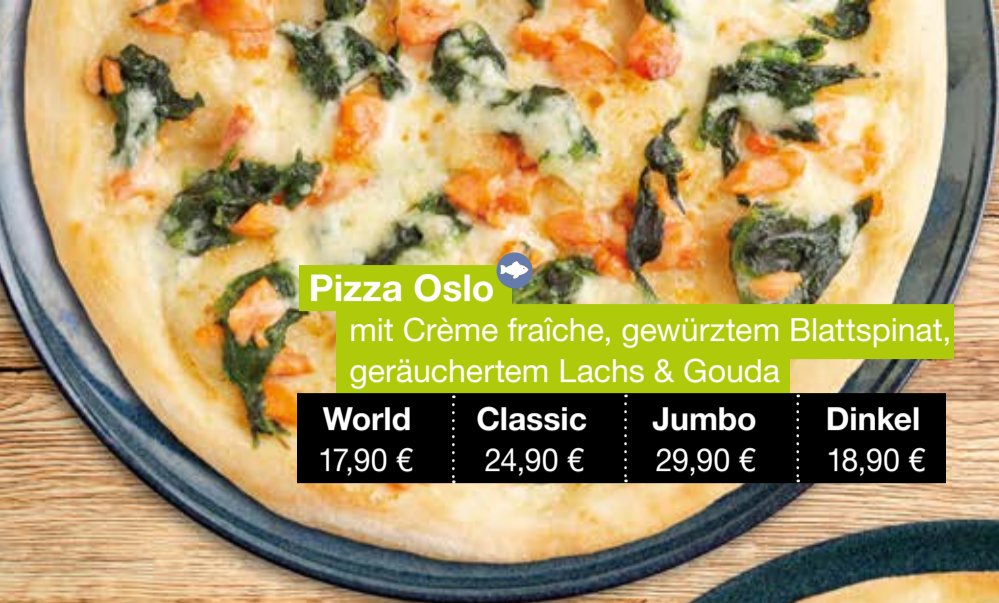 Pizza Oslo
mit Crème fraîche, gewürztem Blattspinat,
geräuchertem Lachs & Gouda
World Classic Jumbo Dinkel
17,90 € 24,90 € 29,90 € 18,90 €